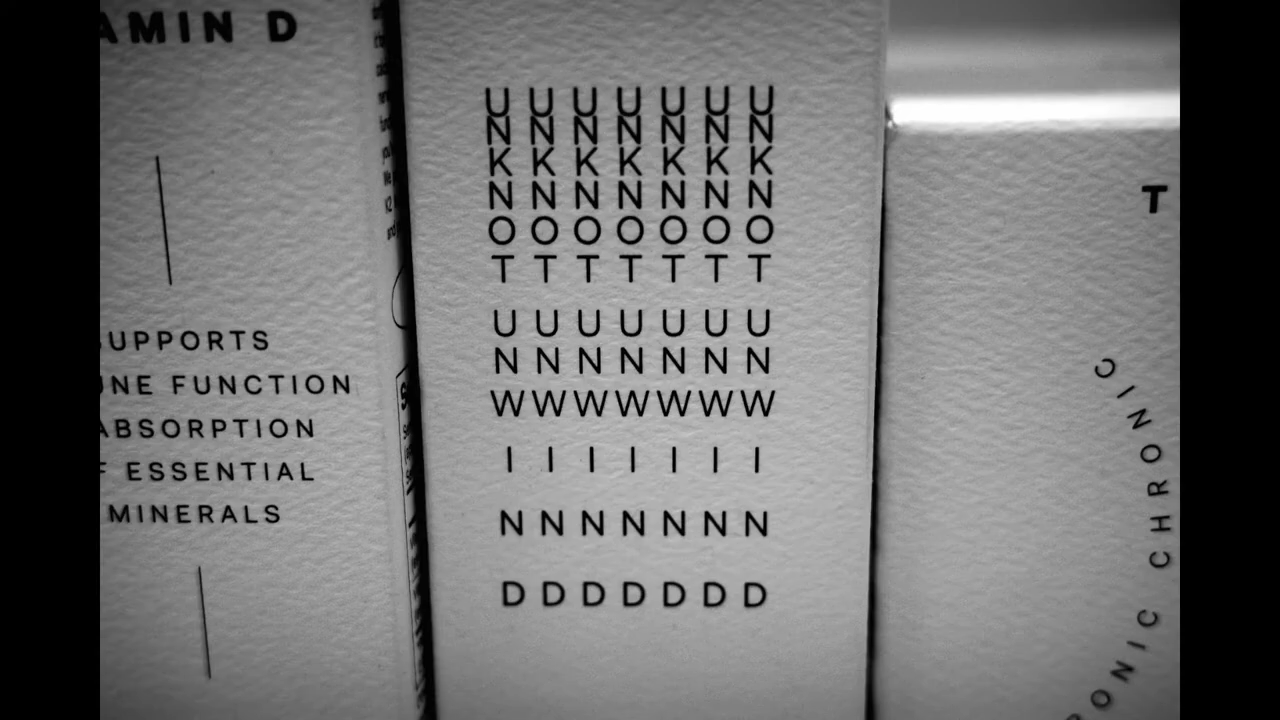 AMIN D
UPPORTS
UNE FUNCTION
ABSORPTION
F ESSENTIAL
MINERALS
UUUUUUU
NNNNNNN
KKKKKKK
NNNNNNN
OOOOOOO
TTTTTTT
UUUUUUU
NNNNNNN
WWWWWWW
IIIIIII
NNNNNNN
DDDDDDD
T
ONIC CHRONIC